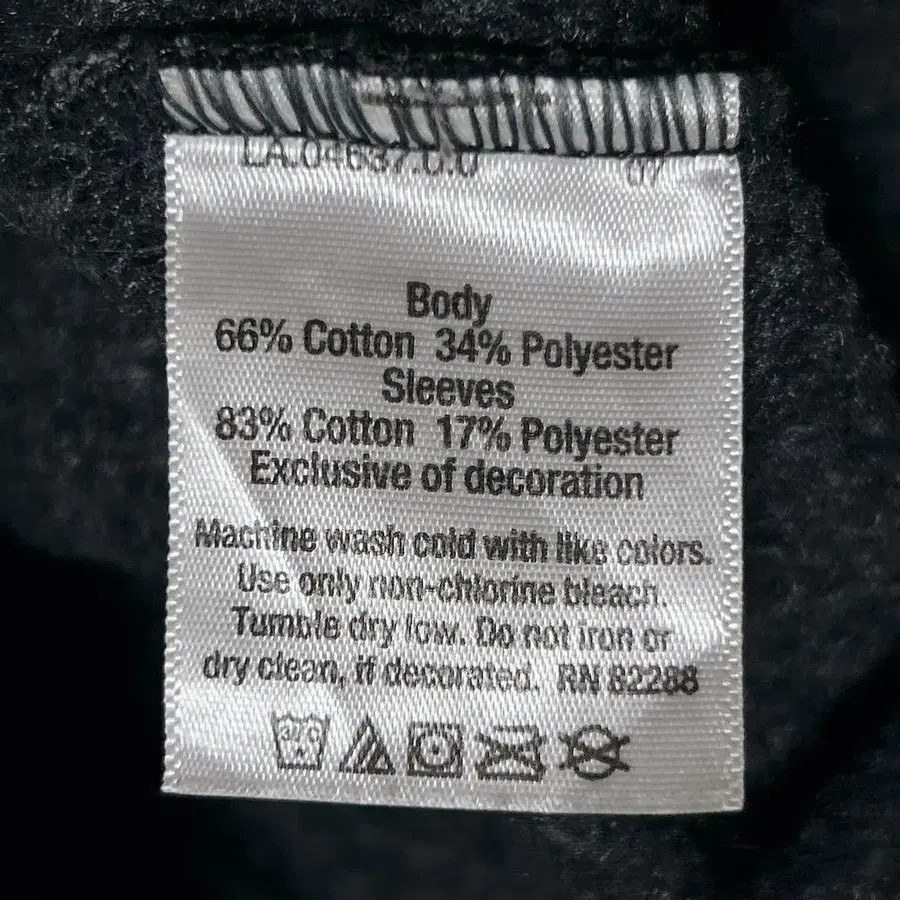 LA.04637.0.0 07
Body
66% Cotton 34% Polyester
Sleeves
83% Cotton 17% Polyester
Exclusive of decoration
Machine wash cold with like colors.
Use only non-chlorine bleach.
Tumble dry low. Do not iron or
dry clean, if decorated. RN 82288